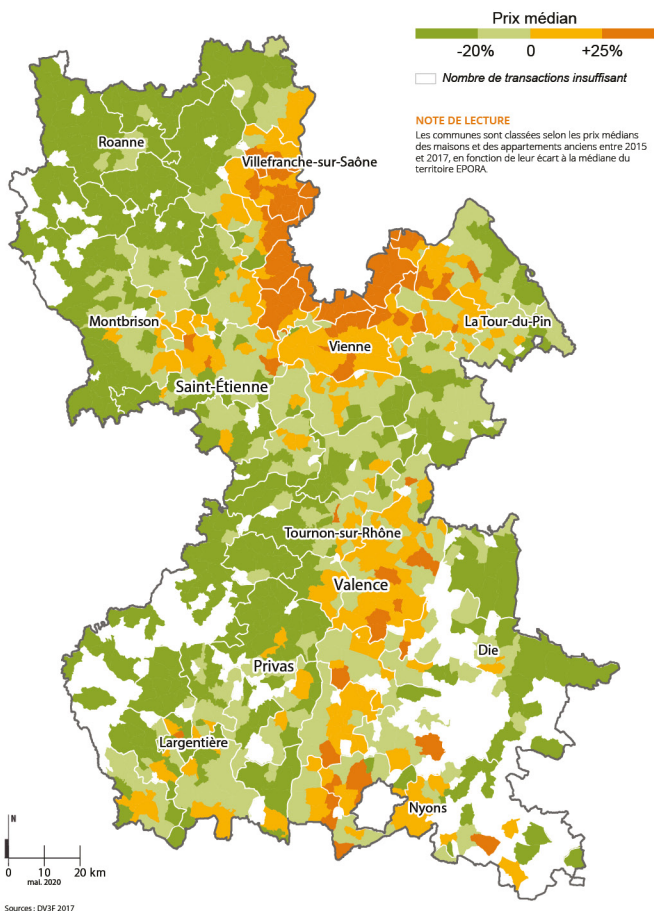 Prix médian
-20% 0 +25%
Nombre de transactions insuffisant
NOTE DE LECTURE
Les communes sont classées selon les prix médians
des maisons et des appartements anciens entre 2015
et 2017, en fonction de leur écart à la médiane du
territoire EPORA.
Roanne
Villefranche-sur-Saône
Montbrison
La Tour-du-Pin
Vienne
Saint-Étienne
Tournon-sur-Rhône
Valence
Die
Privas
Largentière
Nyons
N
0 10 20 km
mai. 2020
Sources : DV3F 2017